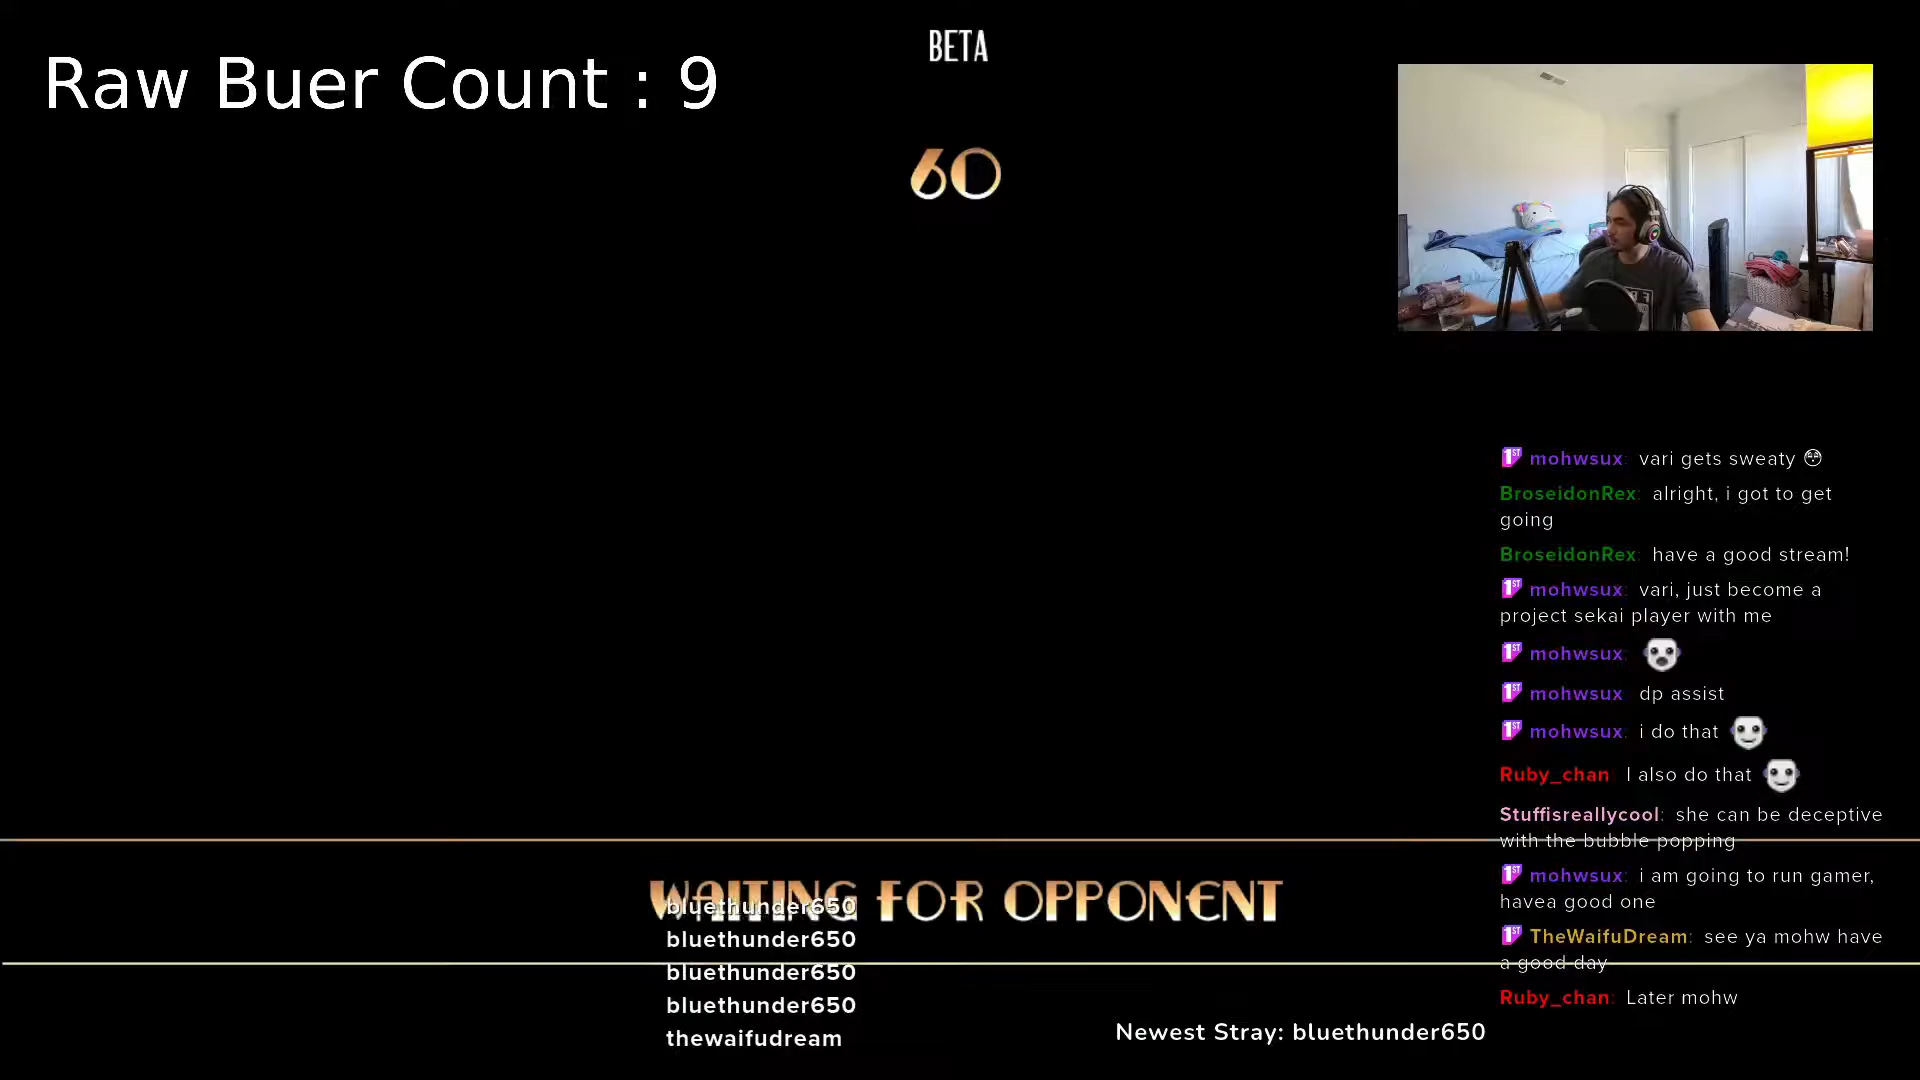 BETA
Raw Buer Count : 9
60
mohwsux: vari gets sweaty
BroseidonRex: alright, i got to get
going
BroseidonRex: have a good stream!
mohwsux: vari, just become a
project sekai player with me
mohwsux:
mohwsux: dp assist
mohwsux: i do that
Ruby_chan: I also do that
Stuffisreallycool: she can be deceptive
with the bubble popping
mohwsux: i am going to run gamer,
havea good one
TheWaifuDream: see ya mohw have
a good day
Ruby_chan: Later mohw
WAITING FOR OPPONENT
bluethunder650
bluethunder650
bluethunder650
bluethunder650
thewaifudream
Newest Stray: bluethunder650